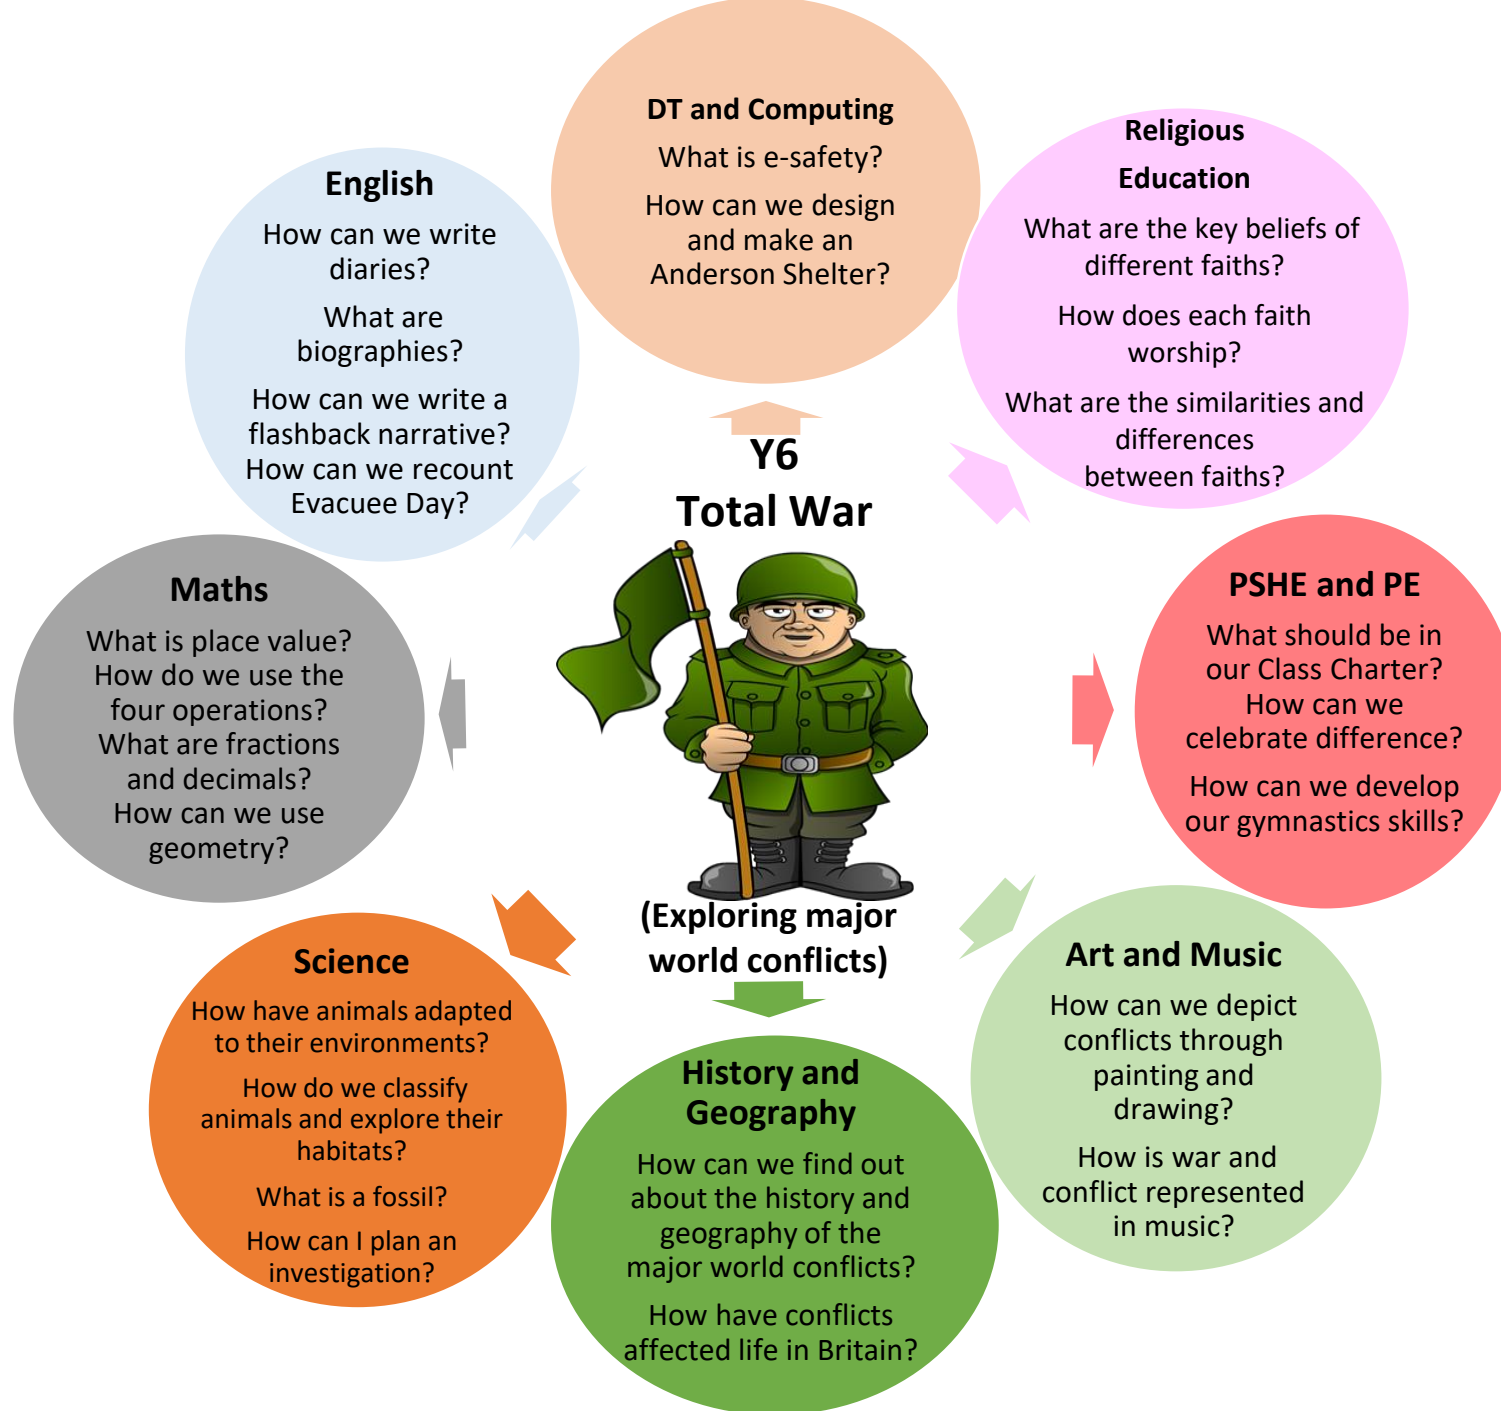 DT and Computing
What is e-safety?
How can we design
and make an
Anderson Shelter?
Religious
Education
What are the key beliefs of
different faiths?
How does each faith
worship?
What are the similarities and
differences
between faiths?
English
How can we write
diaries?
What are
biographies?
How can we write a
flashback narrative?
How can we recount
Evacuee Day?
Y6
Total War
(Exploring major
world conflicts)
PSHE and PE
What should be in
our Class Charter?
How can we
celebrate difference?
How can we develop
our gymnastics skills?
Maths
What is place value?
How do we use the
four operations?
What are fractions
and decimals?
How can we use
geometry?
Art and Music
How can we depict
conflicts through
painting and
drawing?
How is war and
conflict represented
in music?
Science
How have animals adapted
to their environments?
How do we classify
animals and explore their
habitats?
What is a fossil?
How can I plan an
investigation?
History and
Geography
How can we find out
about the history and
geography of the
major world conflicts?
How have conflicts
affected life in Britain?